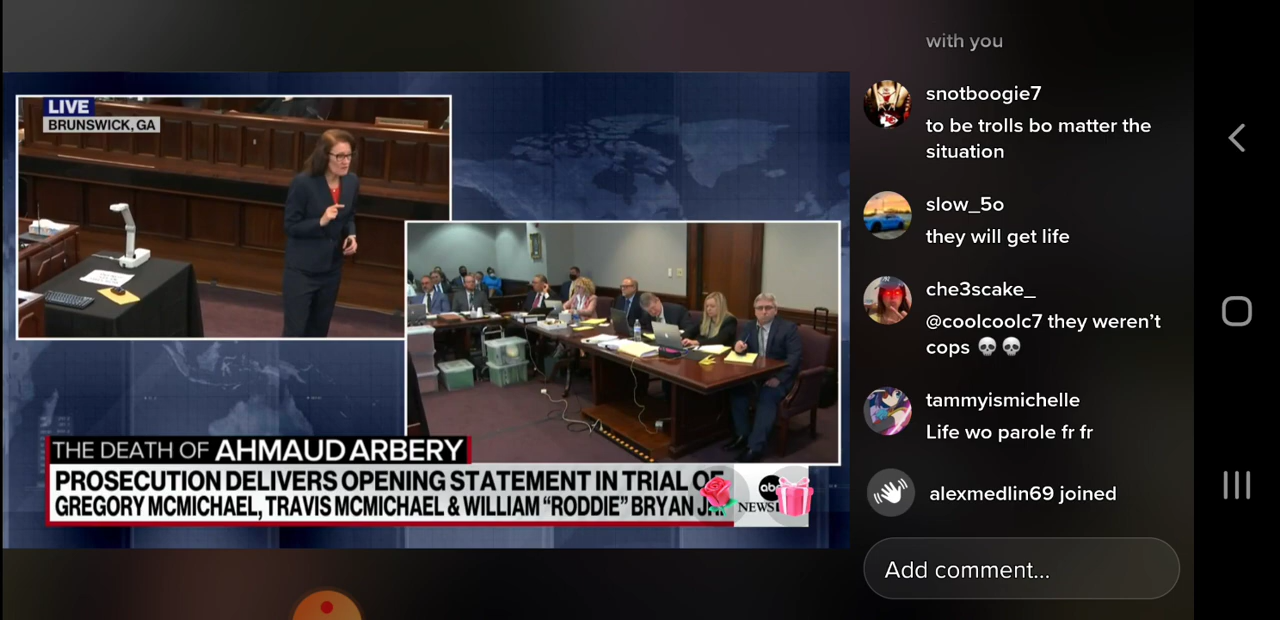 LIVE
BRUNSWICK, GA
THE DEATH OF AHMAUD ARBERY
PROSECUTION DELIVERS OPENING STATEMENT IN TRIAL OF
GREGORY MCMICHAEL, TRAVIS MCMICHAEL & WILLIAM “RODDIE” BRYAN JR.
abc
NEWS
with you
snotboogie7
to be trolls bo matter the
situation
slow_5o
they will get life
che3scake_
@coolcoolc7 they weren’t
cops 💀💀
tammyismichelle
Life wo parole fr fr
alexmedlin69 joined
Add comment...